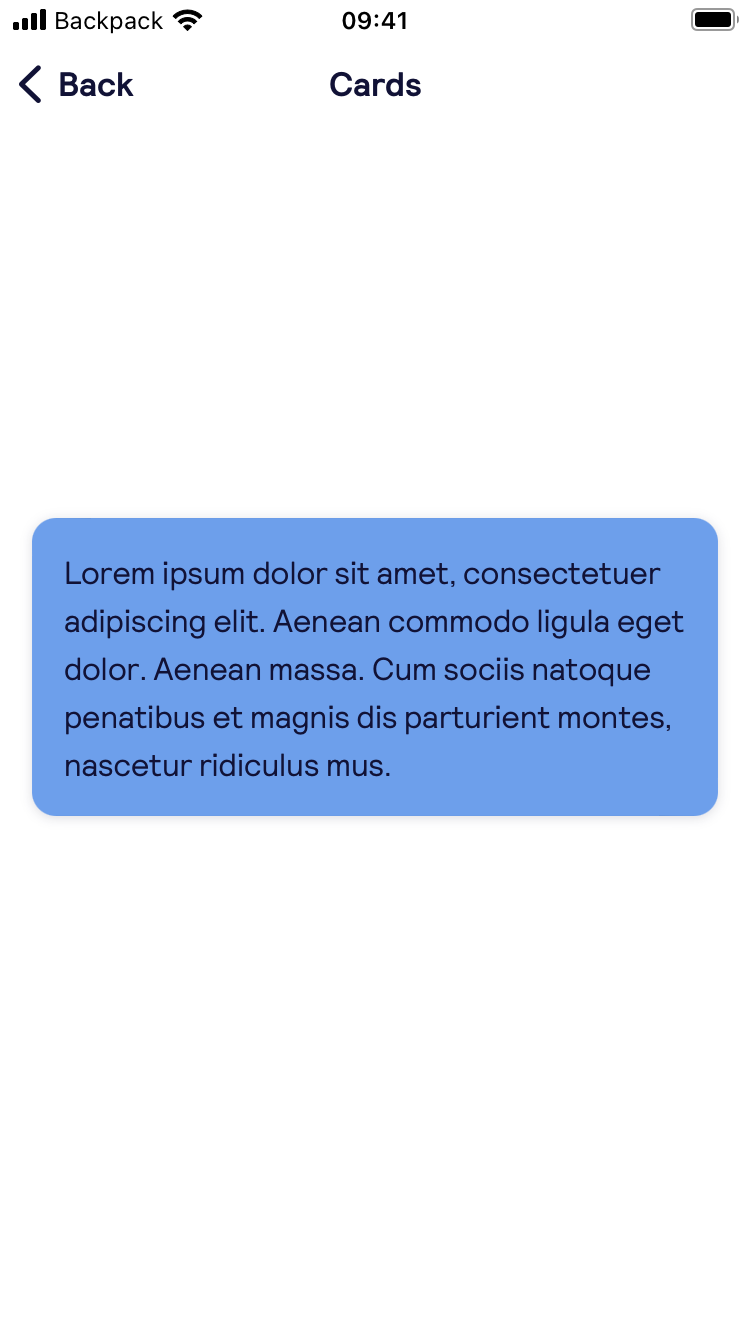 Backpack 09:41
Back Cards
Lorem ipsum dolor sit amet, consectetuer
adipiscing elit. Aenean commodo ligula eget
dolor. Aenean massa. Cum sociis natoque
penatibus et magnis dis parturient montes,
nascetur ridiculus mus.